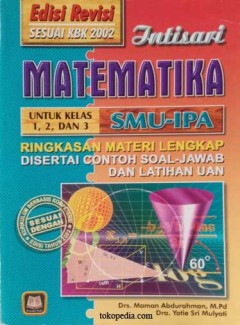 Edisi Revisi
SESUAI KBK 2002
Intisari
MATEMATIKA
UNTUK KELAS
1, 2, DAN 3
SMU-IPA
RINGKASAN MATERI LENGKAP
DISERTAI CONTOH SOAL-JAWAB
DAN LATIHAN UAN
SESUAI
DENGAN
60°
Drs. Maman Abdurahman, M.Pd
Dra. Yatie Sri Mulyati
tokopedia.com